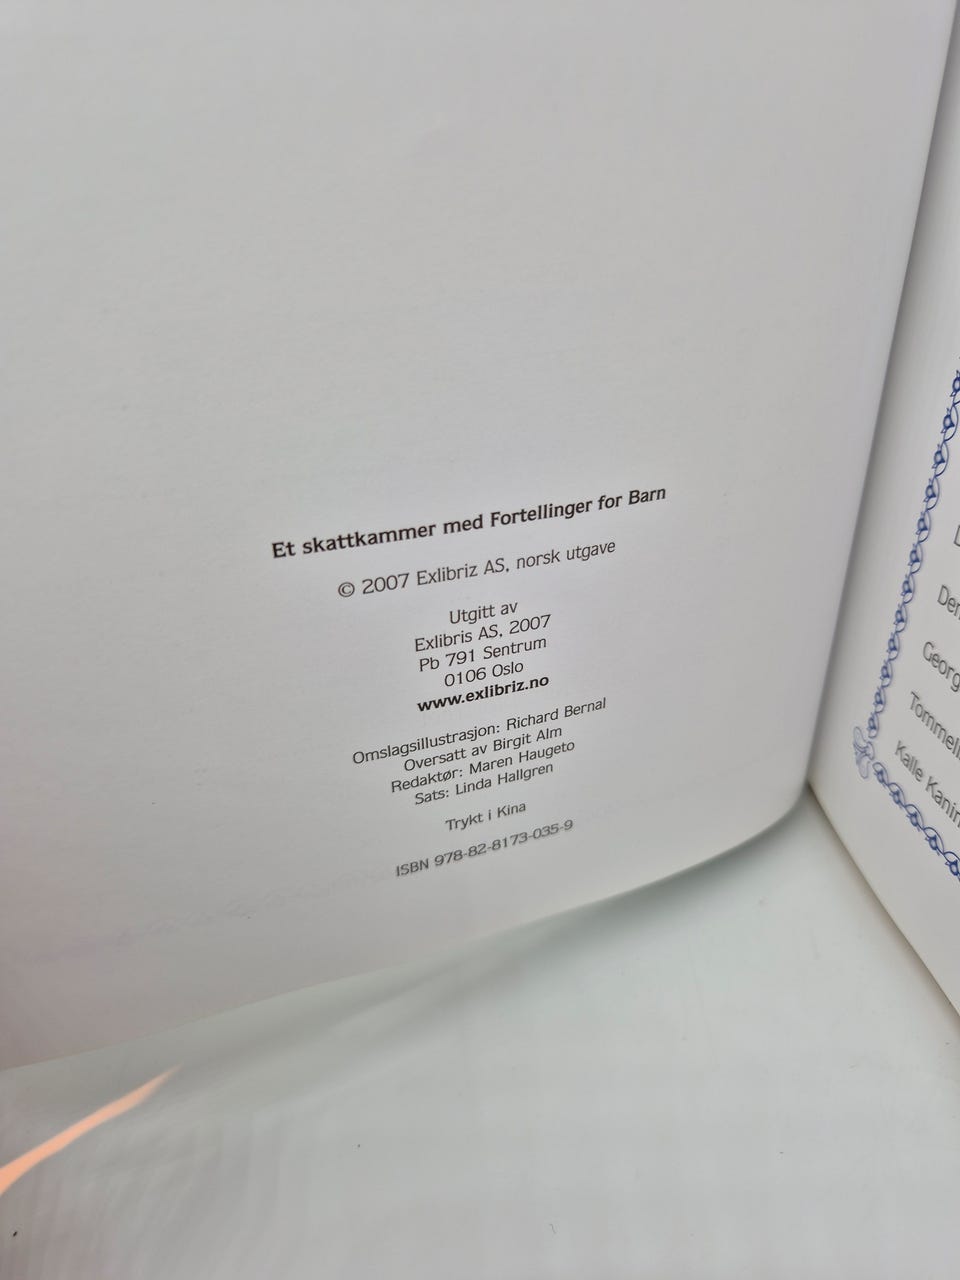 Et skattkammer med Fortellinger for Barn
© 2007 Exlibriz AS, norsk utgave
Utgitt av
Exlibris AS, 2007
Pb 791 Sentrum
0106 Oslo
www.exlibriz.no
Omslagsillustrasjon: Richard Bernal
Oversatt av Birgit Alm
Redaktør: Maren Haugeto
Sats: Linda Hallgren
Trykt i Kina
ISBN 978-82-8173-035-9
Kalle Kanin